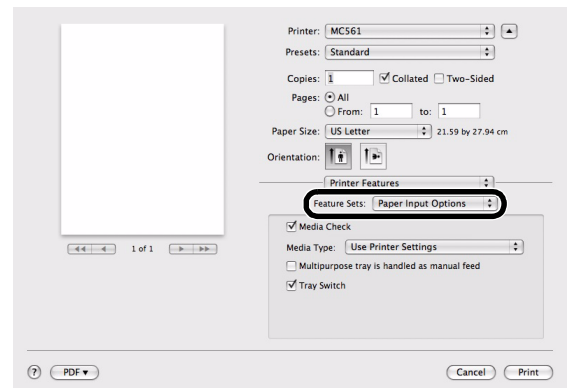 Printer: MC561
Presets: Standard
Copies: 1 Collated Two-Sided
Pages: All
From: 1 to: 1
Paper Size: US Letter 21.59 by 27.94 cm
Orientation:
Printer Features
Feature Sets: Paper Input Options
Media Check
Media Type: Use Printer Settings
Multipurpose tray is handled as manual feed
Tray Switch
1 of 1
? PDF Cancel Print